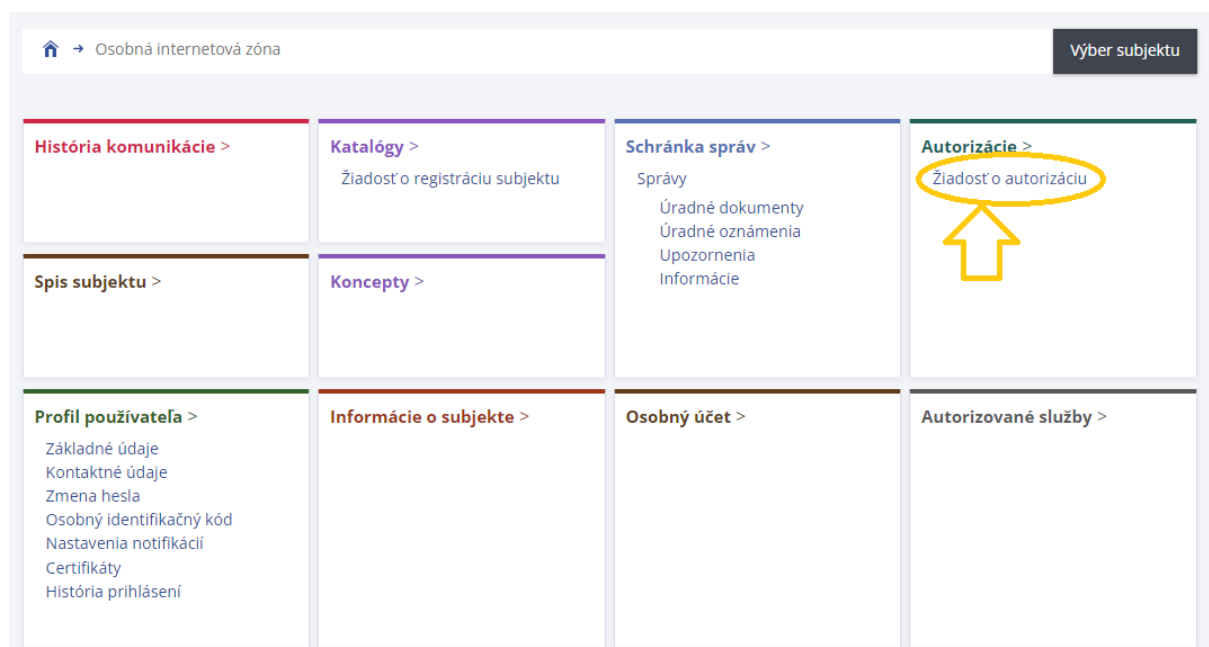 Osobná internetová zóna
Výber subjektu
História komunikácie >
Katalógy >
Žiadosť o registráciu subjektu
Schránka správ >
Správy
Úradné dokumenty
Úradné oznámenia
Upozornenia
Informácie
Autorizácie >
Žiadosť o autorizáciu
Spis subjektu >
Koncepty >
Profil používateľa >
Základné údaje
Kontaktné údaje
Zmena hesla
Osobný identifikačný kód
Nastavenia notifikácií
Certifikáty
História prihlásení
Informácie o subjekte >
Osobný účet >
Autorizované služby >